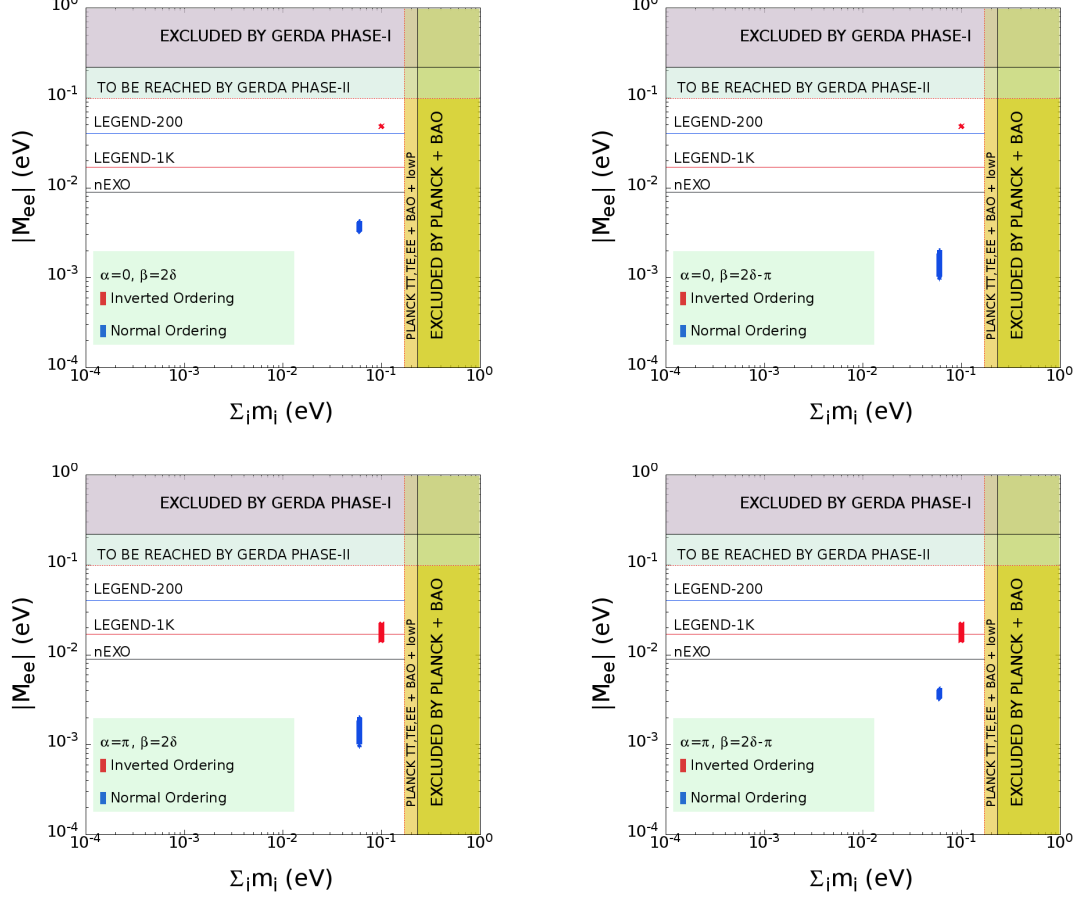 10⁰
EXCLUDED BY GERDA PHASE-I
TO BE REACHED BY GERDA PHASE-II
10⁻¹
LEGEND-200
LEGEND-1K
10⁻²
nEXO
10⁻³
10⁻⁴
|Mₑₑ| (eV)
α=0, β=2δ
Inverted Ordering
Normal Ordering
PLANCK TT,TE,EE + BAO + lowP
EXCLUDED BY PLANCK + BAO
10⁻⁴ 10⁻³ 10⁻² 10⁻¹ 10⁰
Σᵢmᵢ (eV)
10⁰
EXCLUDED BY GERDA PHASE-I
TO BE REACHED BY GERDA PHASE-II
10⁻¹
LEGEND-200
LEGEND-1K
10⁻²
nEXO
10⁻³
10⁻⁴
|Mₑₑ| (eV)
α=0, β=2δ-π
Inverted Ordering
Normal Ordering
PLANCK TT,TE,EE + BAO + lowP
EXCLUDED BY PLANCK + BAO
10⁻⁴ 10⁻³ 10⁻² 10⁻¹ 10⁰
Σᵢmᵢ (eV)
10⁰
EXCLUDED BY GERDA PHASE-I
TO BE REACHED BY GERDA PHASE-II
10⁻¹
LEGEND-200
LEGEND-1K
10⁻²
nEXO
10⁻³
10⁻⁴
|Mₑₑ| (eV)
α=π, β=2δ
Inverted Ordering
Normal Ordering
PLANCK TT,TE,EE + BAO + lowP
EXCLUDED BY PLANCK + BAO
10⁻⁴ 10⁻³ 10⁻² 10⁻¹ 10⁰
Σᵢmᵢ (eV)
10⁰
EXCLUDED BY GERDA PHASE-I
TO BE REACHED BY GERDA PHASE-II
10⁻¹
LEGEND-200
LEGEND-1K
10⁻²
nEXO
10⁻³
10⁻⁴
|Mₑₑ| (eV)
α=π, β=2δ-π
Inverted Ordering
Normal Ordering
PLANCK TT,TE,EE + BAO + lowP
EXCLUDED BY PLANCK + BAO
10⁻⁴ 10⁻³ 10⁻² 10⁻¹ 10⁰
Σᵢmᵢ (eV)